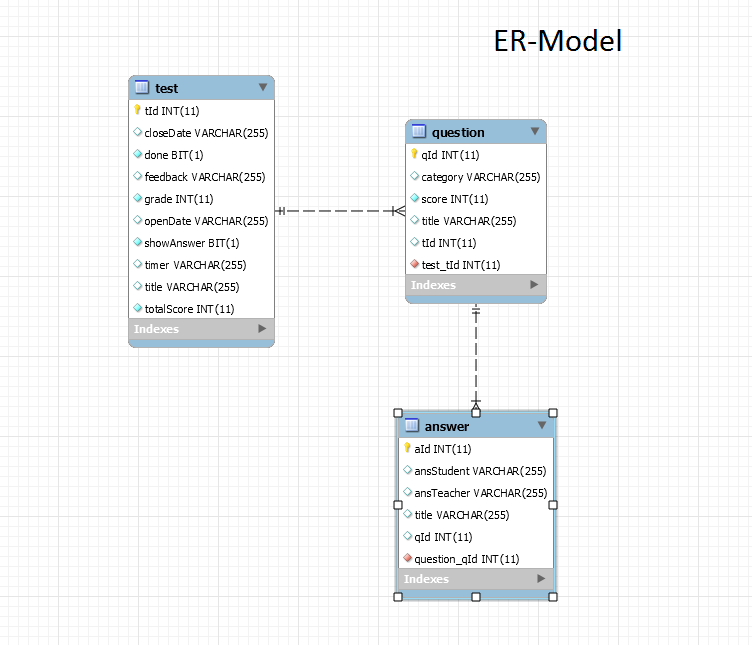 ER-Model
test
tId INT(11)
closeDate VARCHAR(255)
done BIT(1)
feedback VARCHAR(255)
grade INT(11)
openDate VARCHAR(255)
showAnswer BIT(1)
timer VARCHAR(255)
title VARCHAR(255)
totalScore INT(11)
Indexes
question
qId INT(11)
category VARCHAR(255)
score INT(11)
title VARCHAR(255)
tId INT(11)
test_tId INT(11)
Indexes
answer
aId INT(11)
ansStudent VARCHAR(255)
ansTeacher VARCHAR(255)
title VARCHAR(255)
qId INT(11)
question_qId INT(11)
Indexes